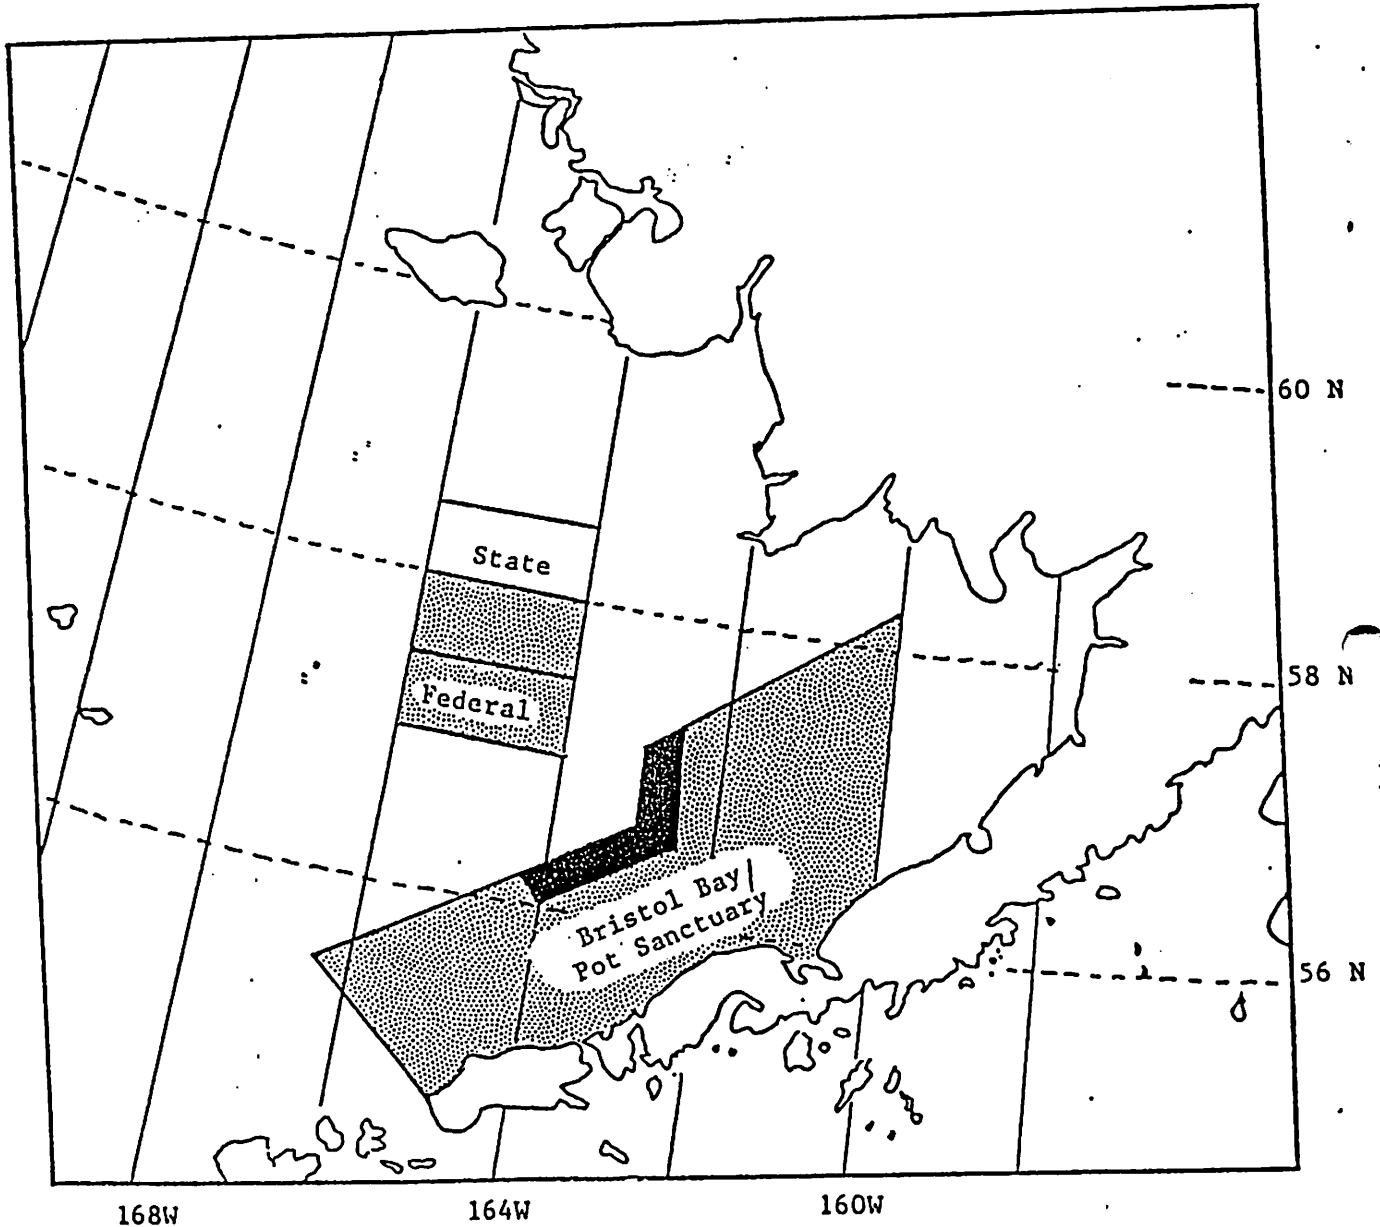 60 N
State
58 N
Federal
Bristol Bay
Pot Sanctuary
56 N
168W
164W
160W